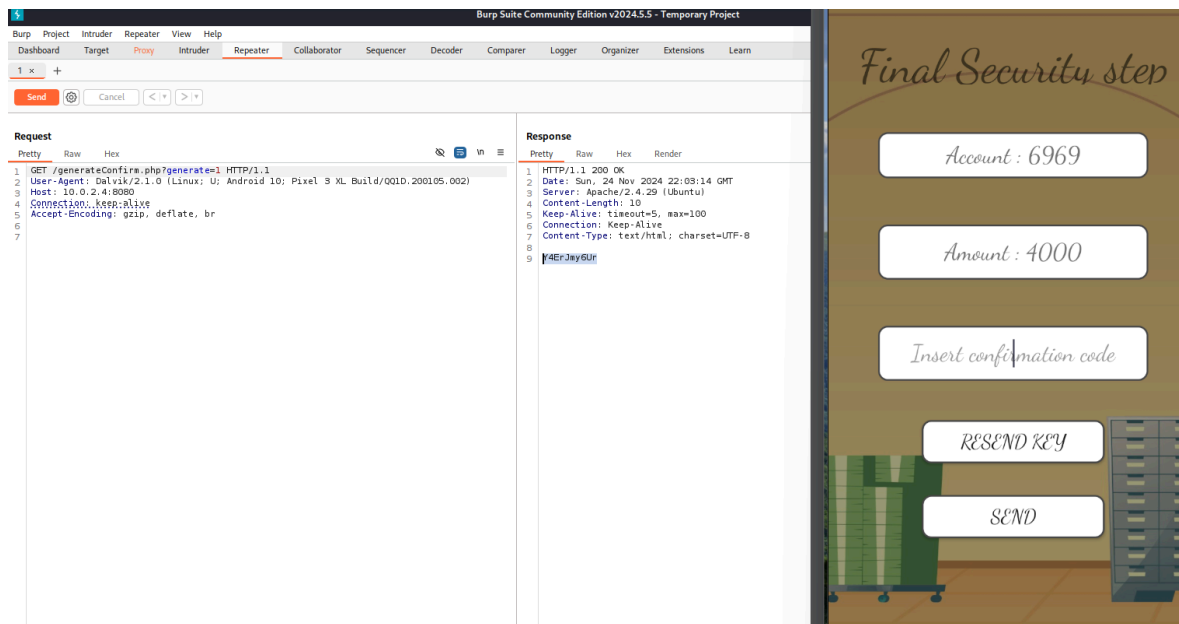 Burp Suite Community Edition v2024.5.5 - Temporary Project
Burp Project Intruder Repeater View Help
Dashboard Target Proxy Intruder Repeater Collaborator Sequencer Decoder Comparer Logger Organizer Extensions Learn
1 × +
Send Cancel < >
Request
Pretty Raw Hex \n
1 GET /generateConfirm.php?generate=1 HTTP/1.1
2 User-Agent: Dalvik/2.1.0 (Linux; U; Android 10; Pixel 3 XL Build/QQ1D.200105.002)
3 Host: 10.0.2.4:8080
4 Connection: keep-alive
5 Accept-Encoding: gzip, deflate, br
6
7
Response
Pretty Raw Hex Render
1 HTTP/1.1 200 OK
2 Date: Sun, 24 Nov 2024 22:03:14 GMT
3 Server: Apache/2.4.29 (Ubuntu)
4 Content-Length: 10
5 Keep-Alive: timeout=5, max=100
6 Connection: Keep-Alive
7 Content-Type: text/html; charset=UTF-8
8
9 Y4ErJmy6Ur
Final Security step
Account : 6969
Amount : 4000
Insert confirmation code
RESEND KEY
SEND